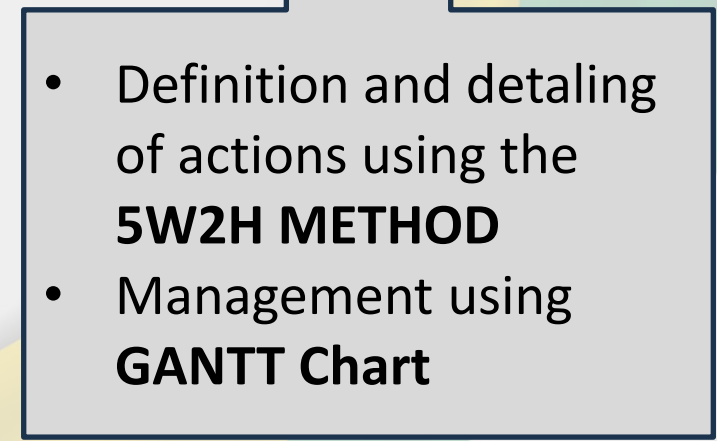 • Definition and detaling
of actions using the
5W2H METHOD
• Management using
GANTT Chart